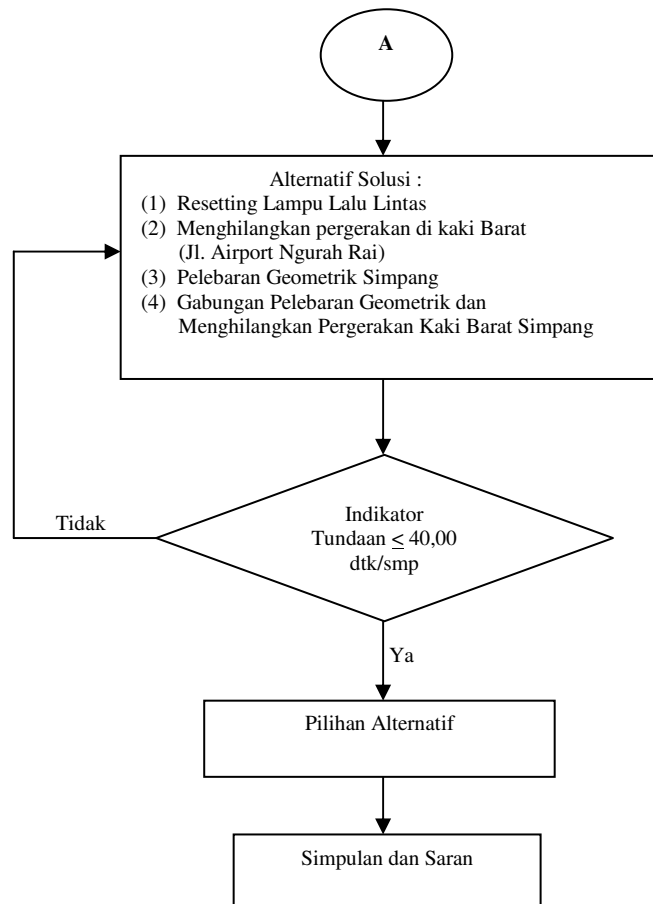 A
Alternatif Solusi :
(1) Resetting Lampu Lalu Lintas
(2) Menghilangkan pergerakan di kaki Barat
(Jl. Airport Ngurah Rai)
(3) Pelebaran Geometrik Simpang
(4) Gabungan Pelebaran Geometrik dan
Menghilangkan Pergerakan Kaki Barat Simpang
Tidak
Indikator
Tundaan ≤ 40,00
dtk/smp
Ya
Pilihan Alternatif
Simpulan dan Saran